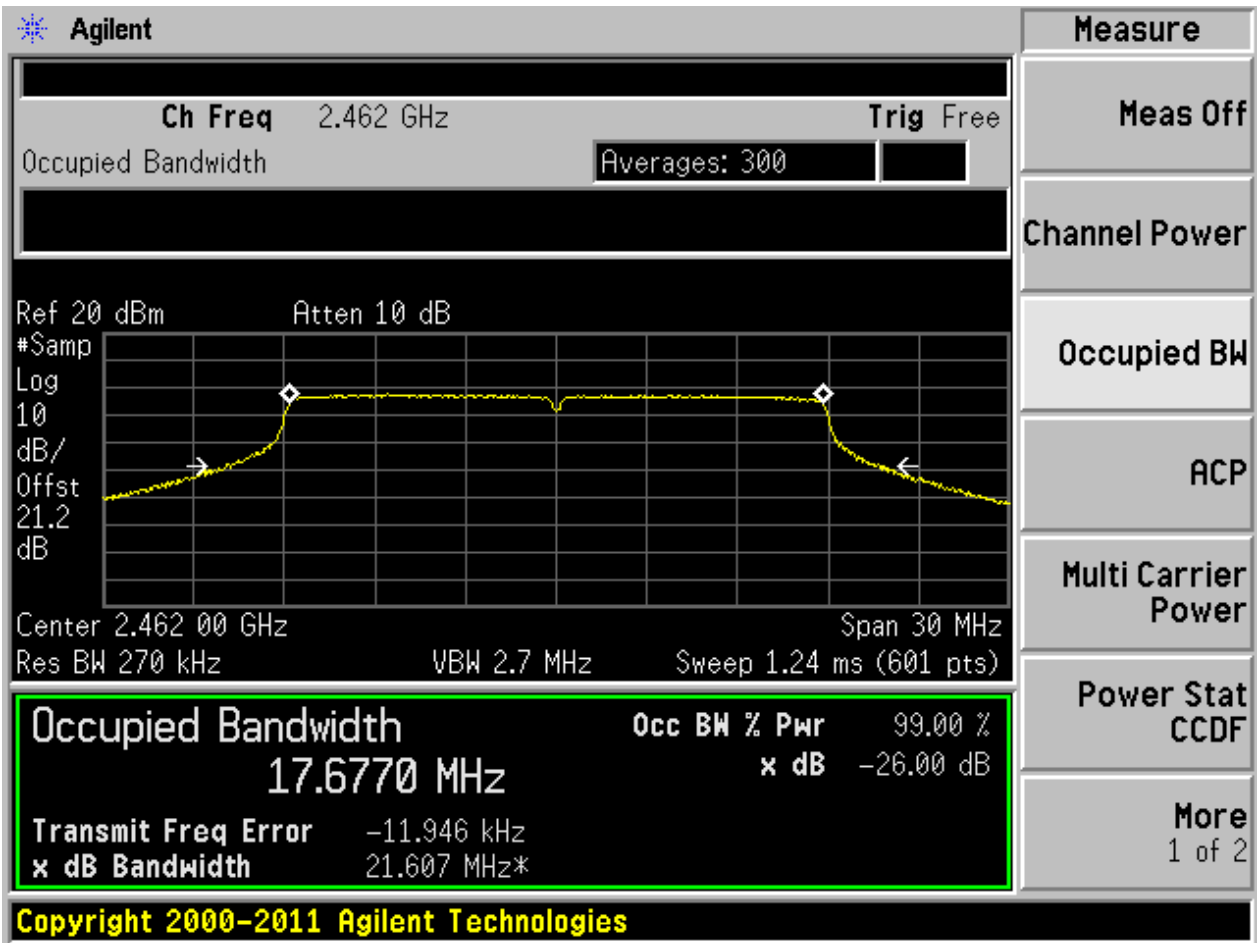 Agilent
Measure
Ch Freq 2.462 GHz Trig Free
Occupied Bandwidth Averages: 300
Meas Off
Channel Power
Occupied BW
ACP
Multi Carrier
Power
Power Stat
CCDF
More
1 of 2
Ref 20 dBm Atten 10 dB
#Samp
Log
10
dB/
Offst
21.2
dB
Center 2.462 00 GHz Span 30 MHz
Res BW 270 kHz VBW 2.7 MHz Sweep 1.24 ms (601 pts)
Occupied Bandwidth Occ BW % Pwr 99.00 %
17.6770 MHz x dB -26.00 dB
Transmit Freq Error -11.946 kHz
x dB Bandwidth 21.607 MHz*
Copyright 2000-2011 Agilent Technologies